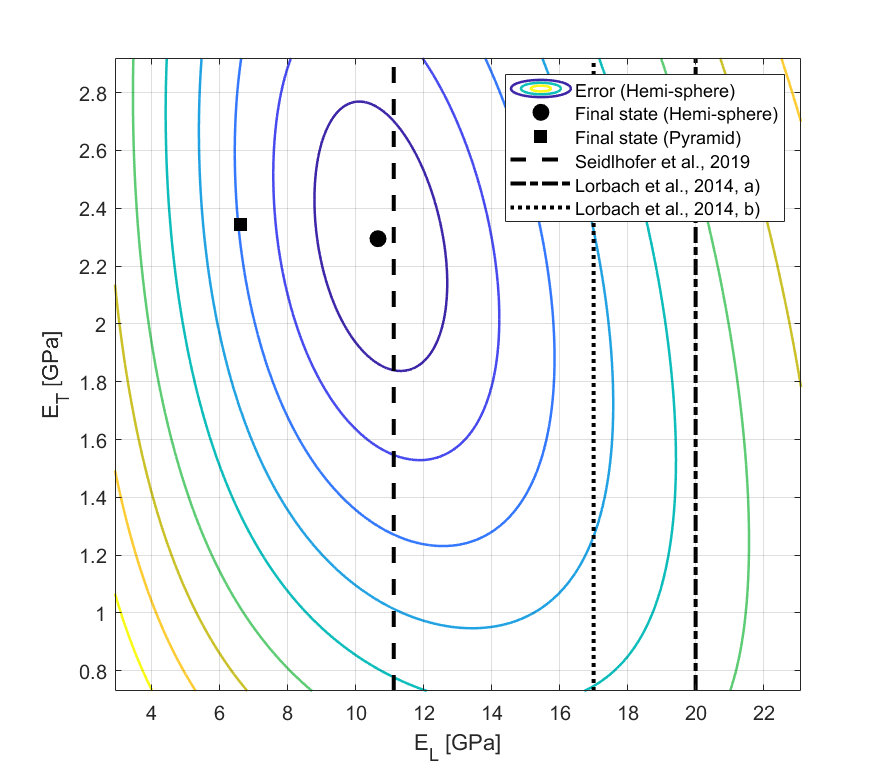 Error (Hemi-sphere)
Final state (Hemi-sphere)
Final state (Pyramid)
Seidlhofer et al., 2019
Lorbach et al., 2014, a)
Lorbach et al., 2014, b)
2.8
2.6
2.4
2.2
2
1.8
1.6
1.4
1.2
1
0.8
E_T [GPa]
4 6 8 10 12 14 16 18 20 22
E_L [GPa]